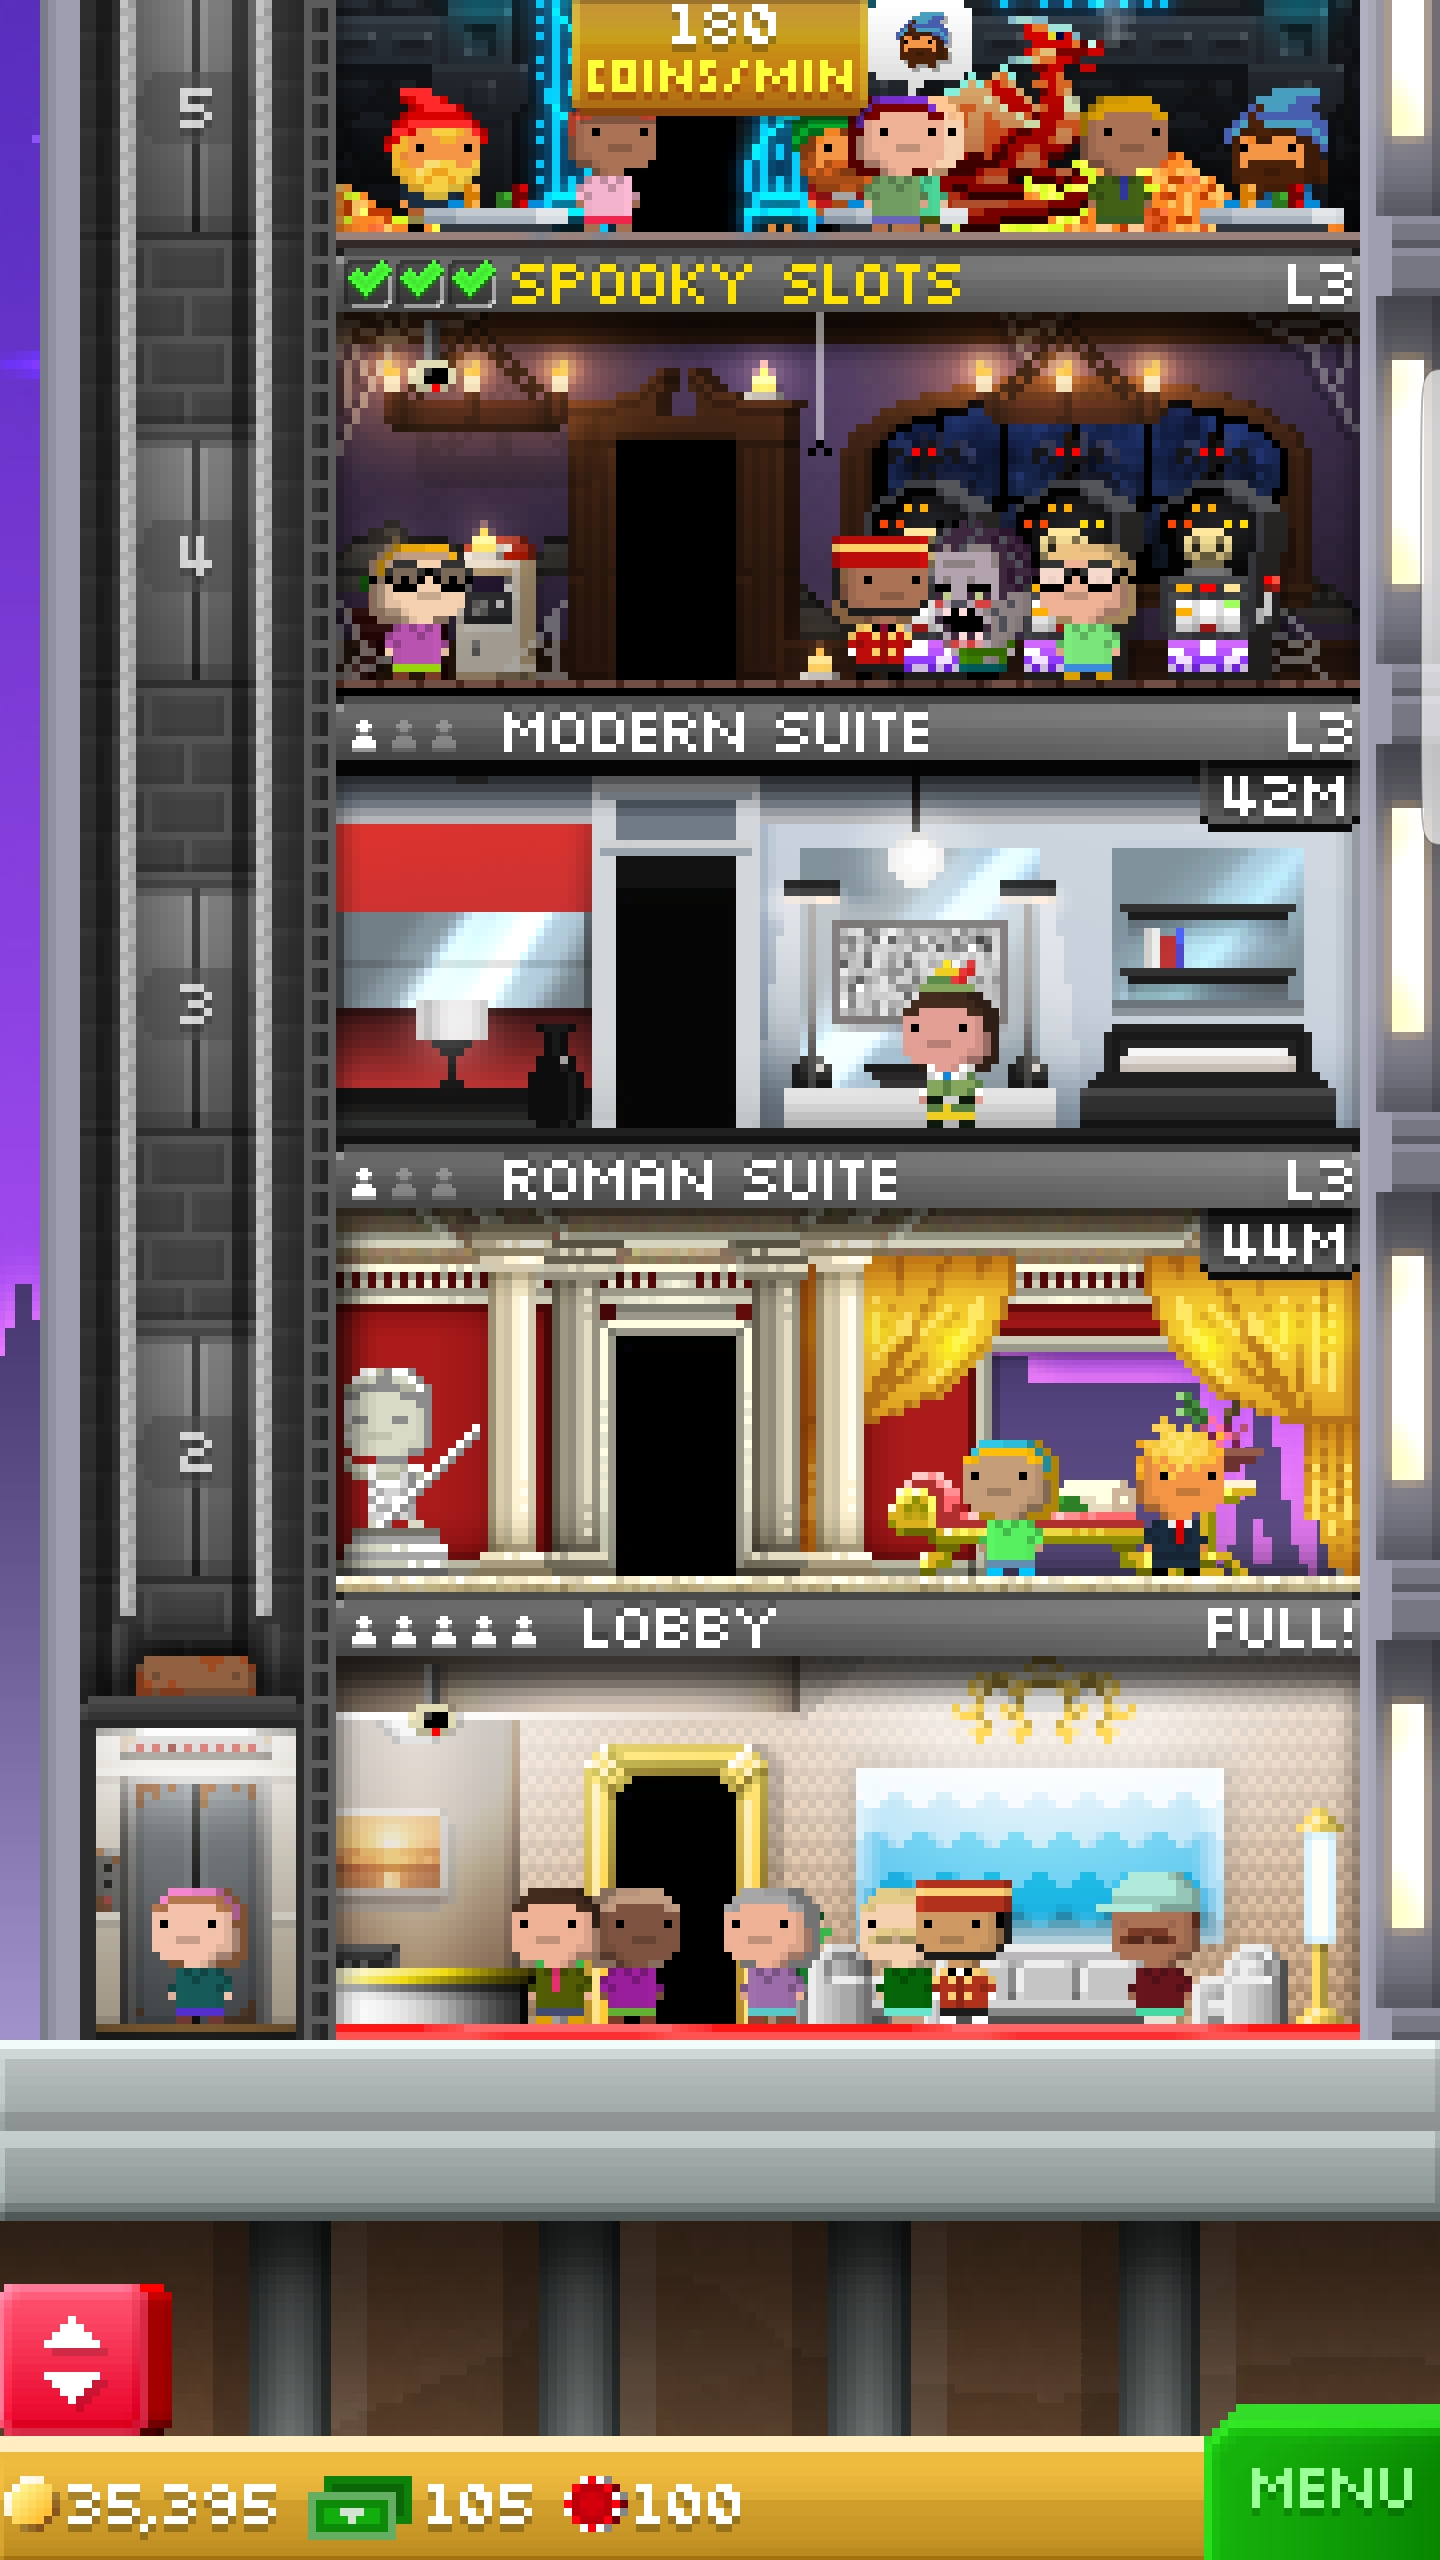 180
COINS/MIN
5
SPOOKY SLOTS L3
4
MODERN SUITE L3
42M
3
ROMAN SUITE L3
44M
2
LOBBY FULL!
MENU
35,395 105 100